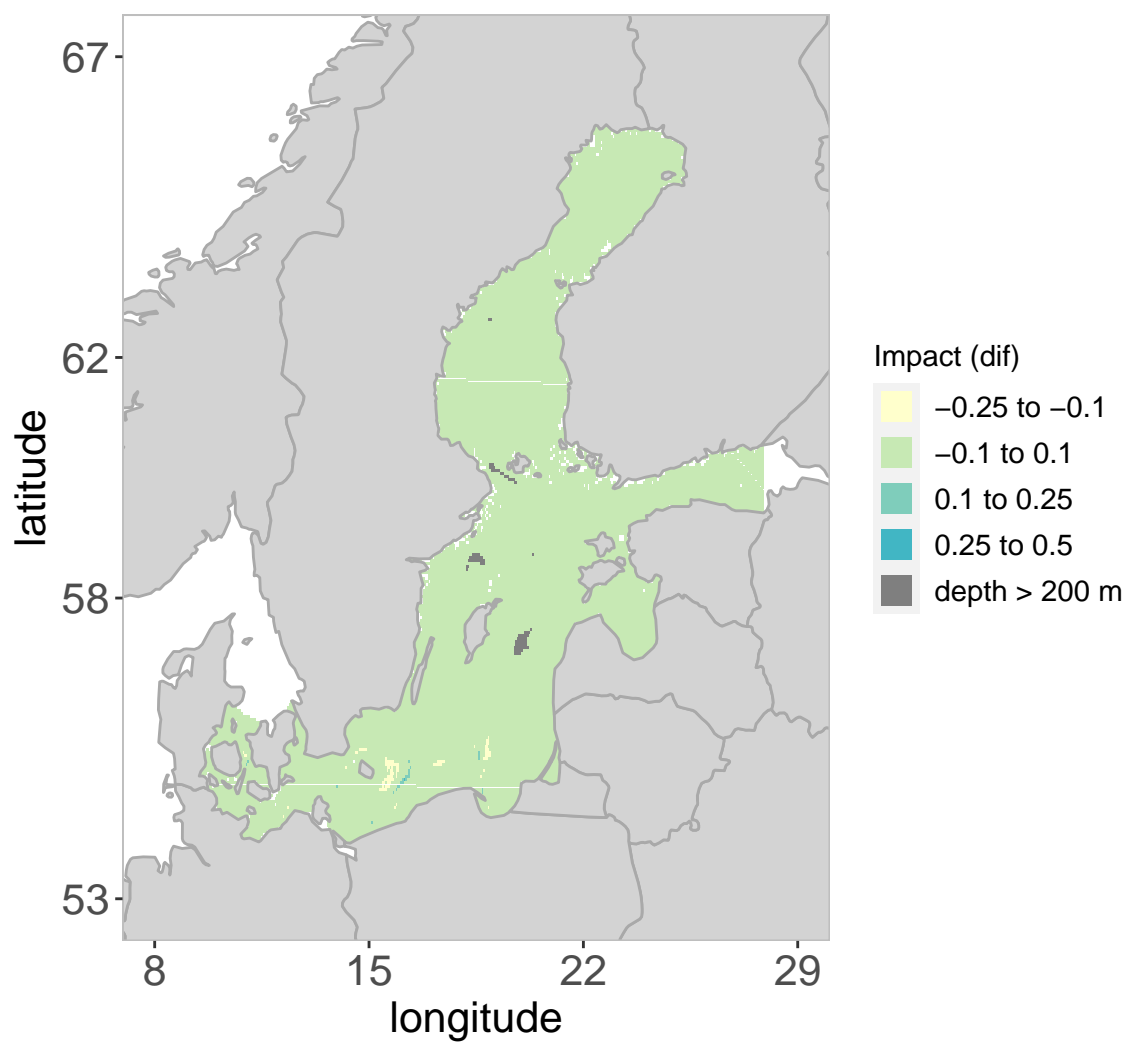 67
62
58
53
latitude
8 15 22 29
longitude
Impact (dif)
−0.25 to −0.1
−0.1 to 0.1
0.1 to 0.25
0.25 to 0.5
depth > 200 m